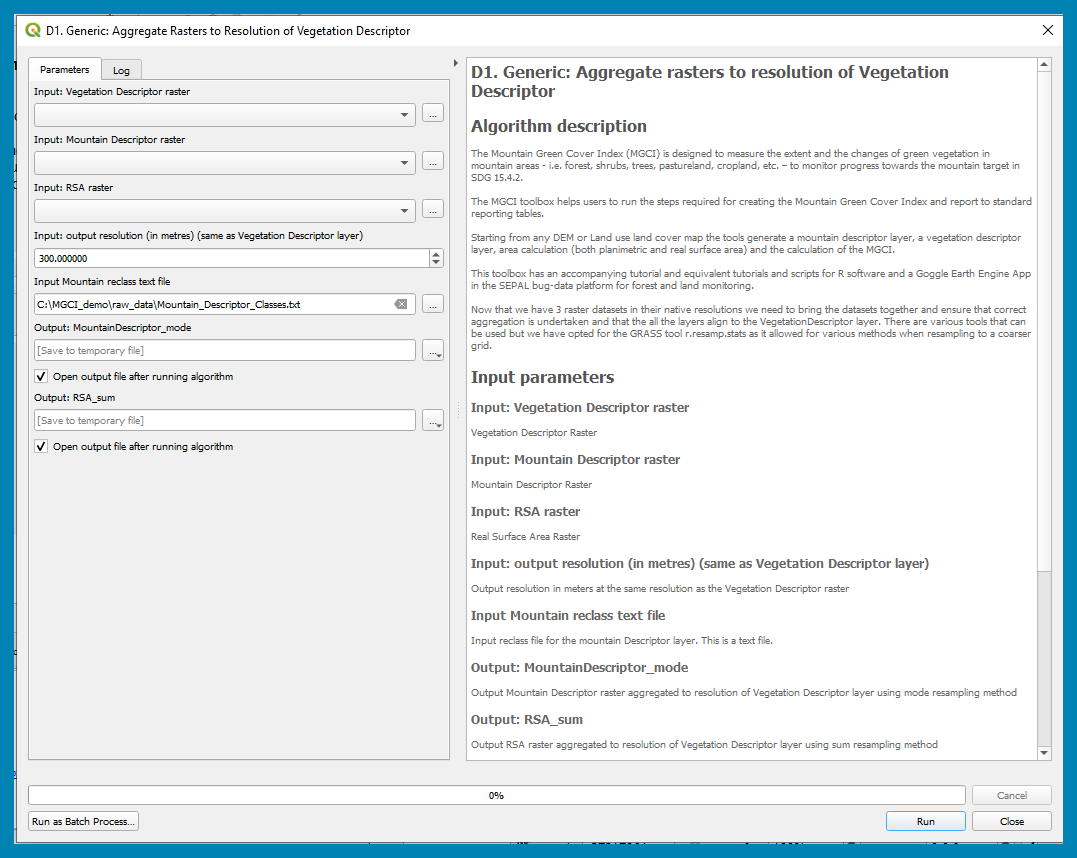 D1. Generic: Aggregate Rasters to Resolution of Vegetation Descriptor
Parameters
Log
Input: Vegetation Descriptor raster
...
Input: Mountain Descriptor raster
...
Input: RSA raster
...
Input: output resolution (in metres) (same as Vegetation Descriptor layer)
300.000000
Input Mountain reclass text file
C:\MGCI_demo\raw_data\Mountain_Descriptor_Classes.txt
...
Output: MountainDescriptor_mode
[Save to temporary file]
...
Open output file after running algorithm
Output: RSA_sum
[Save to temporary file]
...
Open output file after running algorithm
D1. Generic: Aggregate rasters to resolution of Vegetation
Descriptor
Algorithm description
The Mountain Green Cover Index (MGCI) is designed to measure the extent and the changes of green vegetation in
mountain areas - i.e. forest, shrubs, trees, pastureland, cropland, etc. – to monitor progress towards the mountain target in
SDG 15.4.2.
The MGCI toolbox helps users to run the steps required for creating the Mountain Green Cover Index and report to standard
reporting tables.
Starting from any DEM or Land use land cover map the tools generate a mountain descriptor layer, a vegetation descriptor
layer, area calculation (both planimetric and real surface area) and the calculation of the MGCI.
This toolbox has an accompanying tutorial and equivalent tutorials and scripts for R software and a Goggle Earth Engine App
in the SEPAL bug-data platform for forest and land monitoring.
Now that we have 3 raster datasets in their native resolutions we need to bring the datasets together and ensure that correct
aggregation is undertaken and that the all the layers align to the VegetationDescriptor layer. There are various tools that can
be used but we have opted for the GRASS tool r.resamp.stats as it allowed for various methods when resampling to a coarser
grid.
Input parameters
Input: Vegetation Descriptor raster
Vegetation Descriptor Raster
Input: Mountain Descriptor raster
Mountain Descriptor Raster
Input: RSA raster
Real Surface Area Raster
Input: output resolution (in metres) (same as Vegetation Descriptor layer)
Output resolution in meters at the same resolution as the Vegetation Descriptor raster
Input Mountain reclass text file
Input reclass file for the mountain Descriptor layer. This is a text file.
Output: MountainDescriptor_mode
Output Mountain Descriptor raster aggregated to resolution of Vegetation Descriptor layer using mode resampling method
Output: RSA_sum
Output RSA raster aggregated to resolution of Vegetation Descriptor layer using sum resampling method
0%
Cancel
Run as Batch Process...
Run
Close